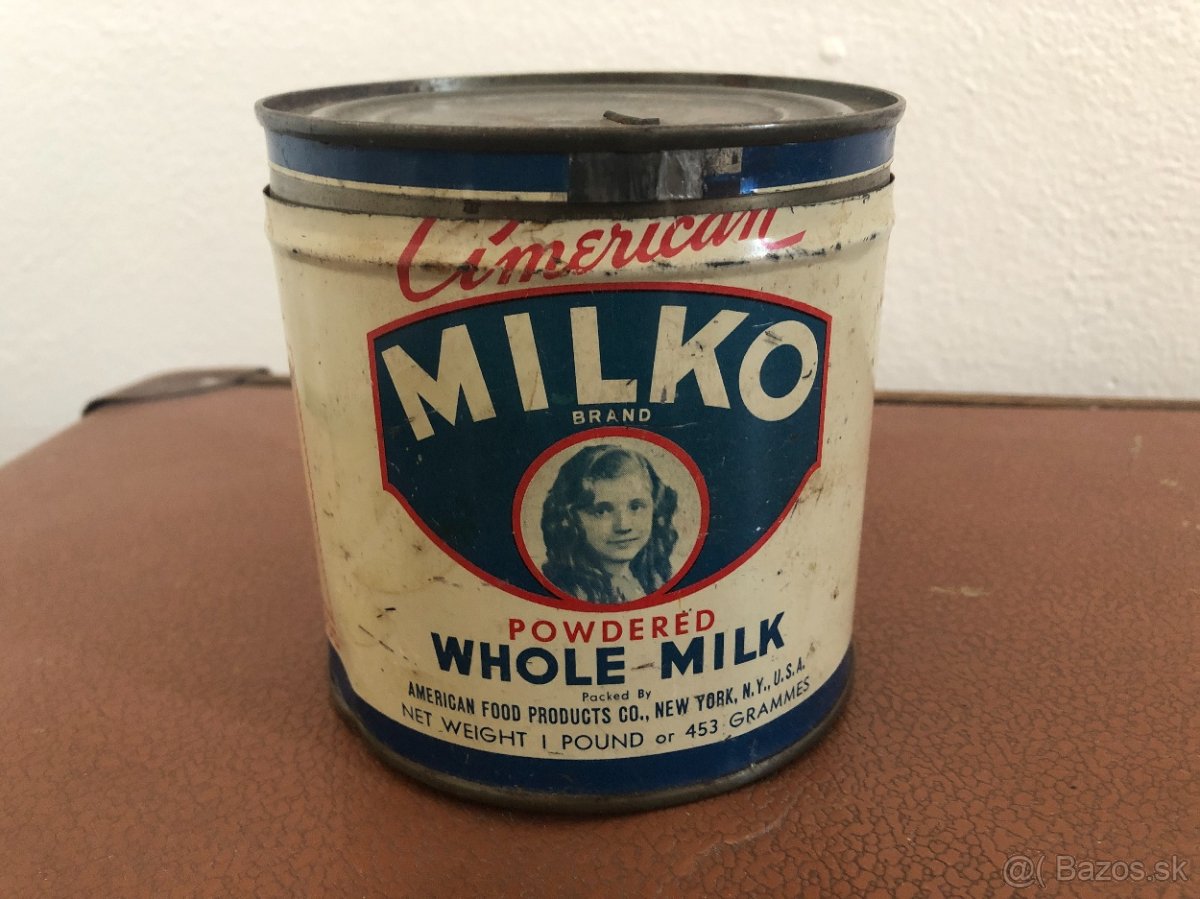 American
MILKO
BRAND
POWDERED
WHOLE MILK
Packed By
AMERICAN FOOD PRODUCTS CO., NEW YORK, N.Y., U.S.A.
NET WEIGHT 1 POUND or 453 GRAMMES
@( Bazos.sk